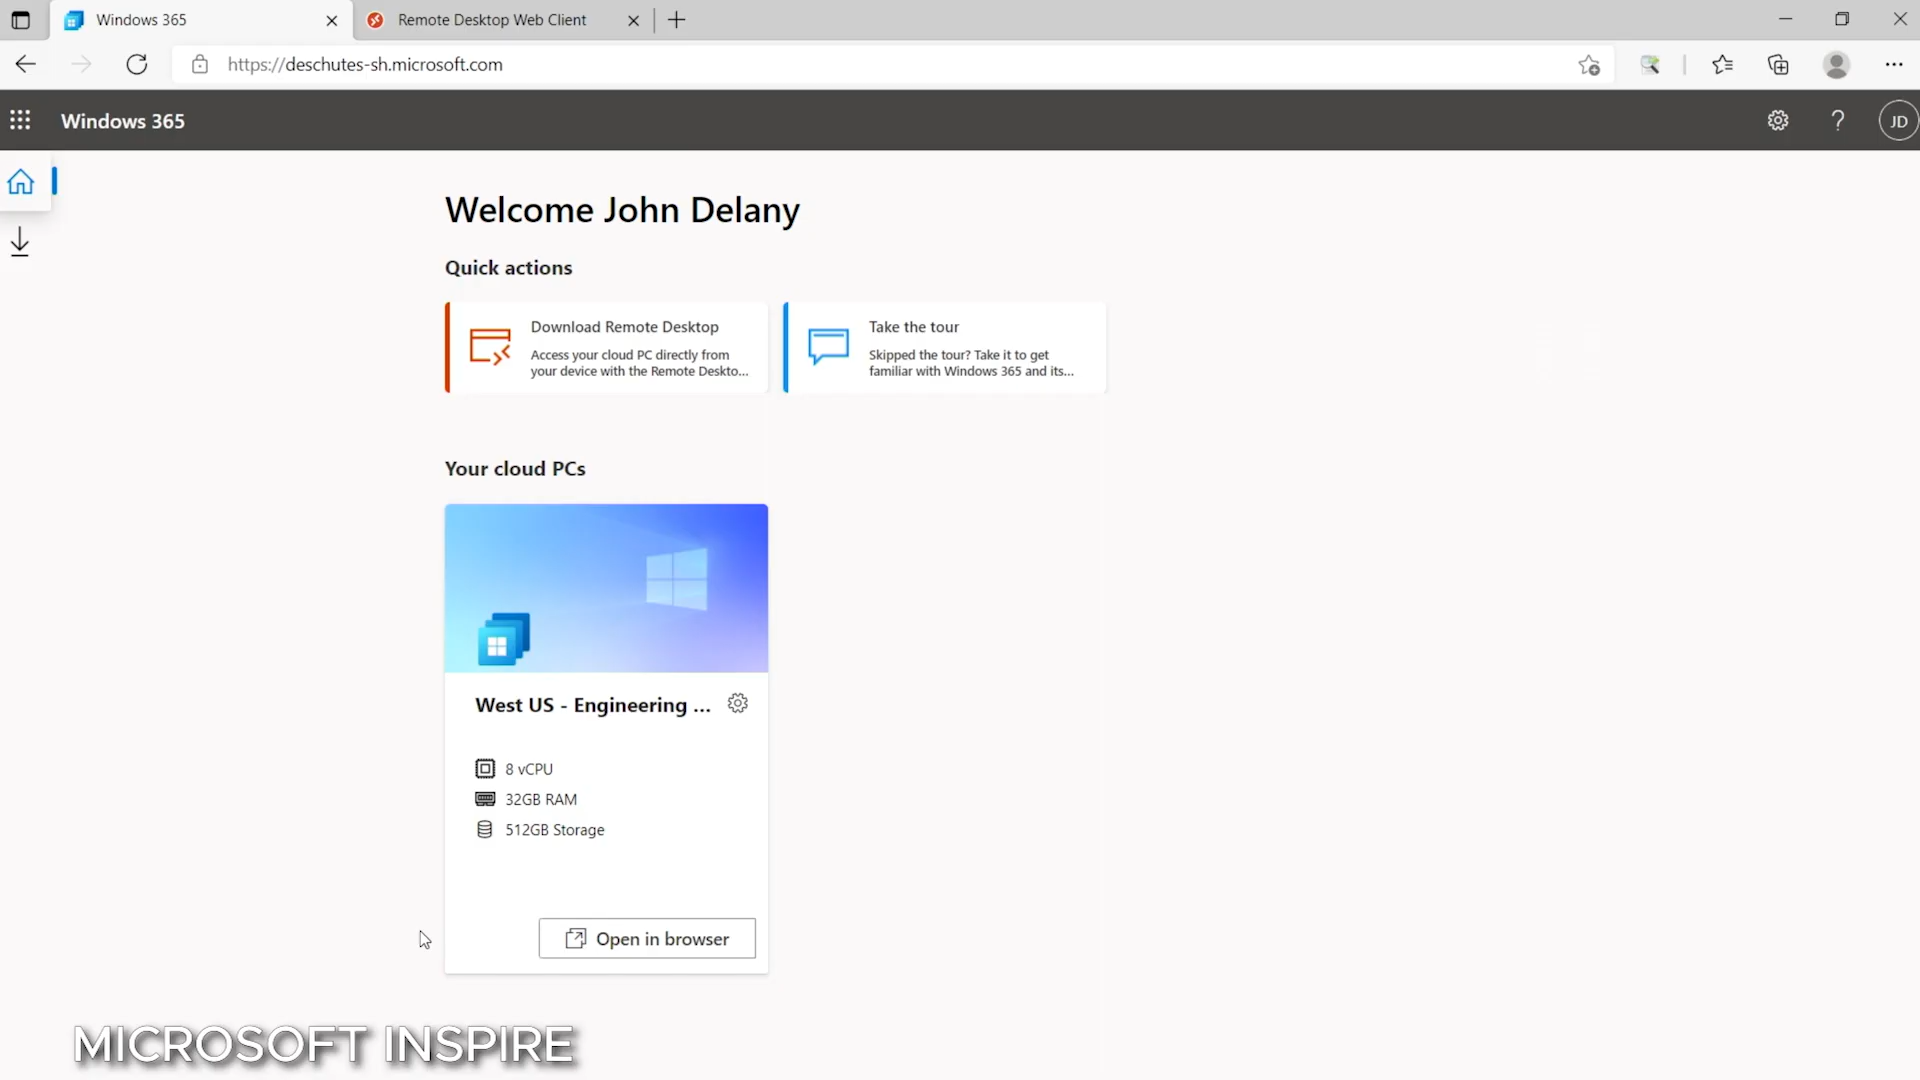 Windows 365
Remote Desktop Web Client
https://deschutes-sh.microsoft.com
Windows 365
JD
Welcome John Delany
Quick actions
Download Remote Desktop
Access your cloud PC directly from
your device with the Remote Deskto...
Take the tour
Skipped the tour? Take it to get
familiar with Windows 365 and its...
Your cloud PCs
West US - Engineering ...
8 vCPU
32GB RAM
512GB Storage
Open in browser
MICROSOFT INSPIRE